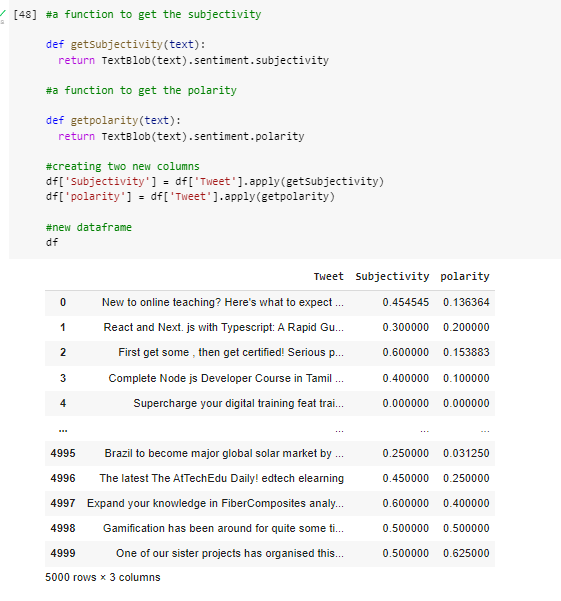 [48] #a function to get the subjectivity
def getSubjectivity(text):
return TextBlob(text).sentiment.subjectivity
#a function to get the polarity
def getpolarity(text):
return TextBlob(text).sentiment.polarity
#creating two new columns
df['Subjectivity'] = df['Tweet'].apply(getSubjectivity)
df['polarity'] = df['Tweet'].apply(getpolarity)
#new dataframe
df
Tweet Subjectivity polarity
0 New to online teaching? Here's what to expect ... 0.454545 0.136364
1 React and Next. js with Typescript: A Rapid Gu... 0.300000 0.200000
2 First get some , then get certified! Serious p... 0.600000 0.153883
3 Complete Node js Developer Course in Tamil ... 0.400000 0.100000
4 Supercharge your digital training feat trai... 0.000000 0.000000
... ... ... ...
4995 Brazil to become major global solar market by ... 0.250000 0.031250
4996 The latest The AtTechEdu Daily! edtech elearning 0.450000 0.250000
4997 Expand your knowledge in FiberComposites analy... 0.600000 0.400000
4998 Gamification has been around for quite some ti... 0.500000 0.500000
4999 One of our sister projects has organised this... 0.500000 0.625000
5000 rows × 3 columns